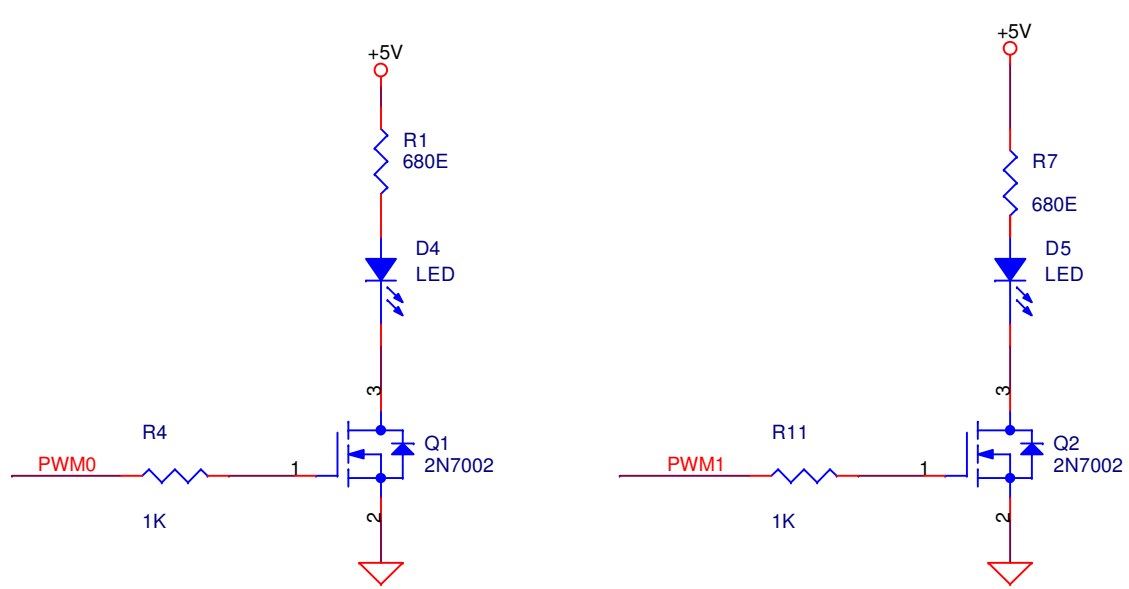 +5V
R1
680E
D4
LED
3
R4
Q1
2N7002
PWM0
1
1K
2
+5V
R7
680E
D5
LED
3
R11
Q2
2N7002
PWM1
1
1K
2